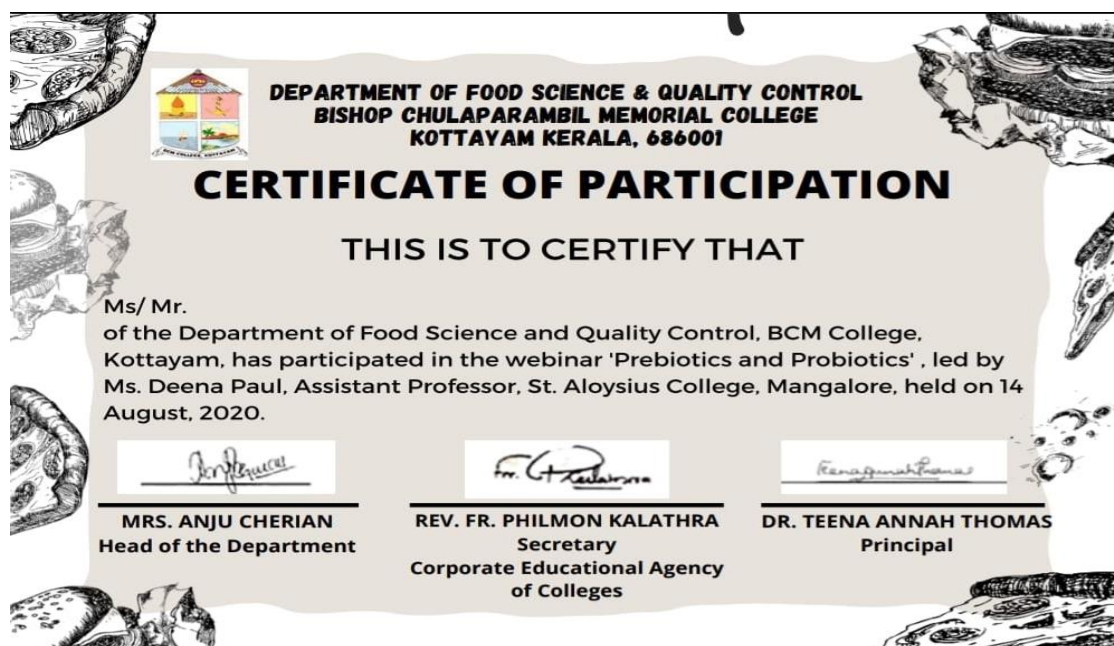 DEPARTMENT OF FOOD SCIENCE & QUALITY CONTROL
BISHOP CHULAPARAMBIL MEMORIAL COLLEGE
KOTTAYAM KERALA, 686001
BCM COLLEGE, KOTTAYAM
CERTIFICATE OF PARTICIPATION
THIS IS TO CERTIFY THAT
Ms/ Mr.
of the Department of Food Science and Quality Control, BCM College,
Kottayam, has participated in the webinar 'Prebiotics and Probiotics' , led by
Ms. Deena Paul, Assistant Professor, St. Aloysius College, Mangalore, held on 14
August, 2020.
MRS. ANJU CHERIAN
Head of the Department
REV. FR. PHILMON KALATHRA
Secretary
Corporate Educational Agency
of Colleges
DR. TEENA ANNAH THOMAS
Principal